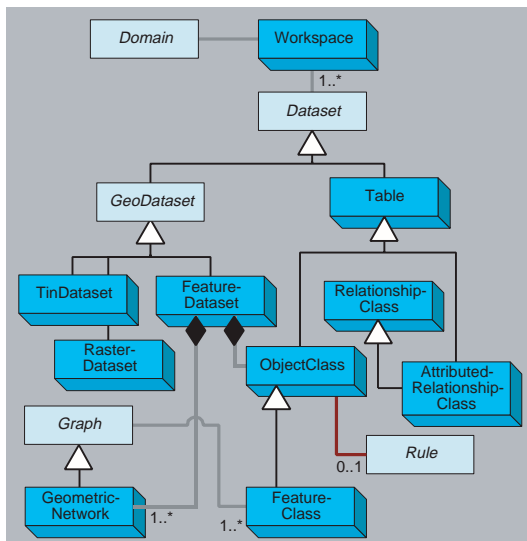 Domain
Workspace
1..*
Dataset
GeoDataset
Table
TinDataset
Feature-
Dataset
Relationship-
Class
Raster-
Dataset
ObjectClass
Attributed-
Relationship-
Class
Graph
Rule
0..1
Geometric-
Network
1..*
1..*
Feature-
Class